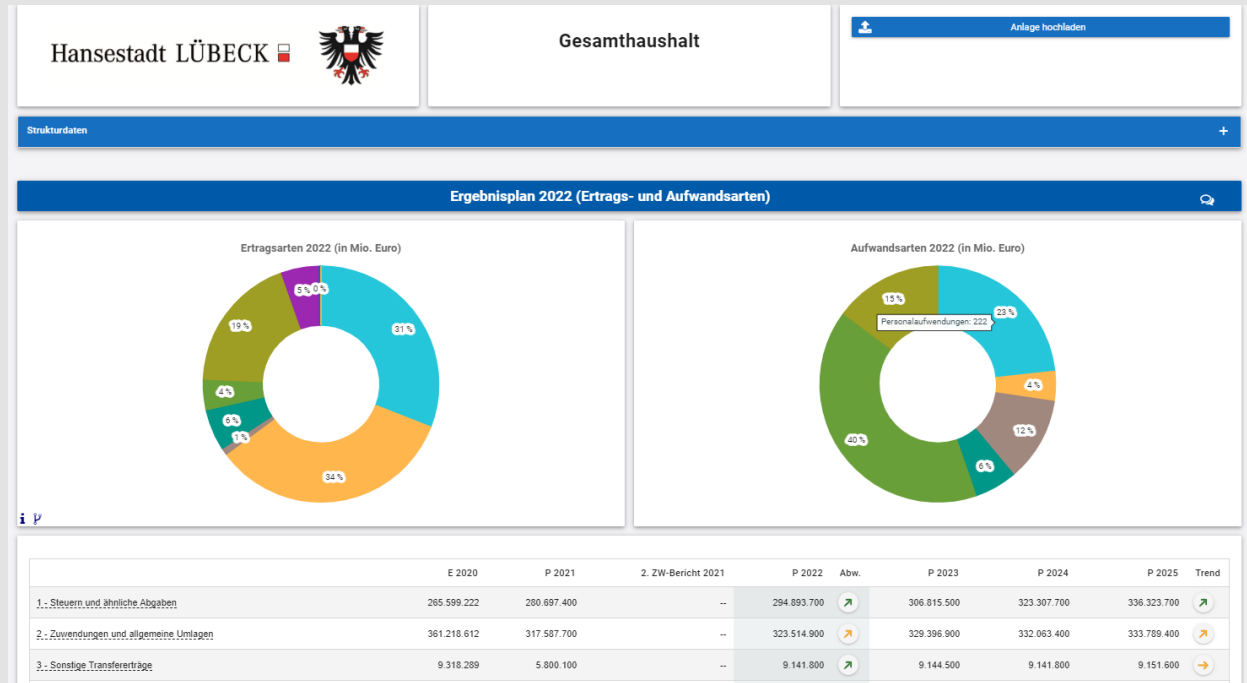 Hansestadt LÜBECK
Gesamthaushalt
Anlage hochladen
Strukturdaten +
Ergebnisplan 2022 (Ertrags- und Aufwandsarten)
Ertragsarten 2022 (in Mio. Euro)
5 % 0 %
31 %
19 %
4 %
6 %
1 %
34 %
Aufwandsarten 2022 (in Mio. Euro)
15 %
23 %
Personalaufwendungen: 222
4 %
12 %
40 %
6 %
E 2020 P 2021 2. ZW-Bericht 2021 P 2022 Abw. P 2023 P 2024 P 2025 Trend
1 - Steuern und ähnliche Abgaben 265.599.222 280.697.400 -- 294.893.700 306.815.500 323.307.700 336.323.700
2 - Zuwendungen und allgemeine Umlagen 361.218.612 317.587.700 -- 323.514.900 329.396.900 332.063.400 333.789.400
3 - Sonstige Transfererträge 9.318.289 5.800.100 -- 9.141.800 9.144.500 9.141.800 9.151.600